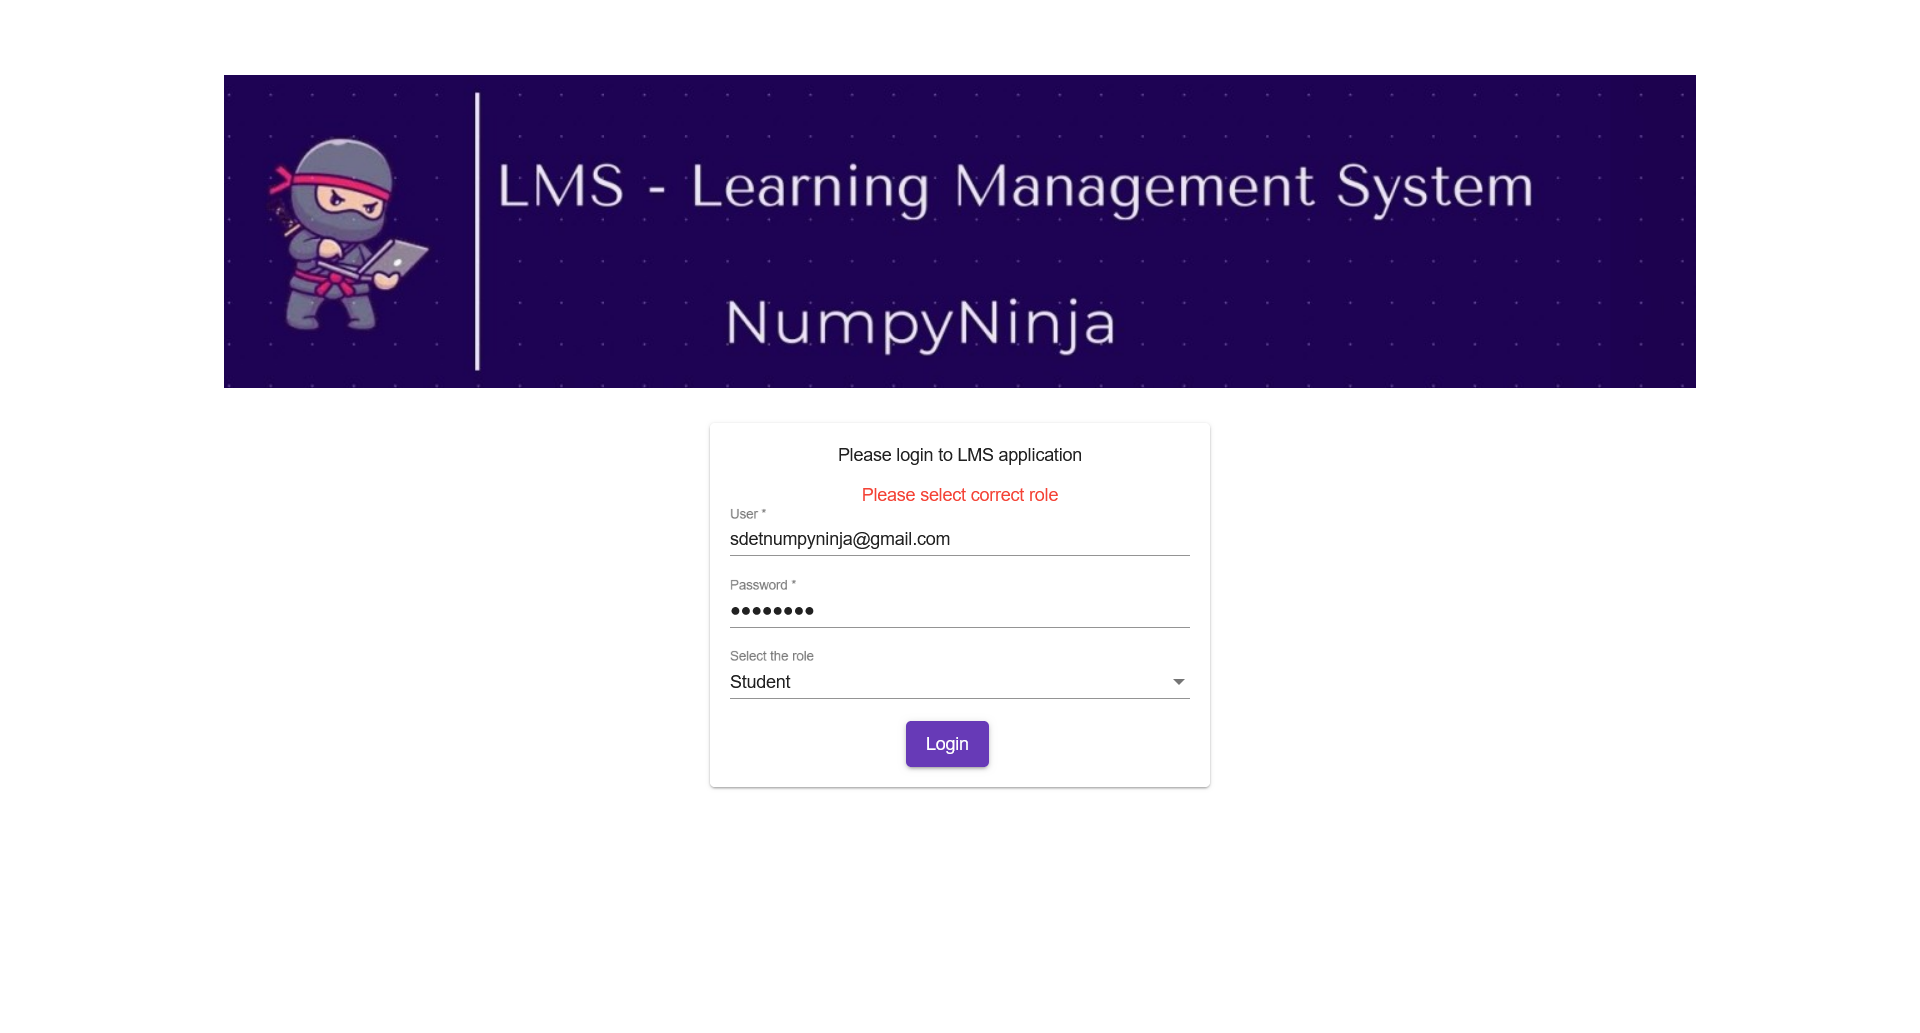 LMS - Learning Management System
NumpyNinja
Please login to LMS application
Please select correct role
User *
sdetnumpyninja@gmail.com
Password *
••••••••
Select the role
Student
Login